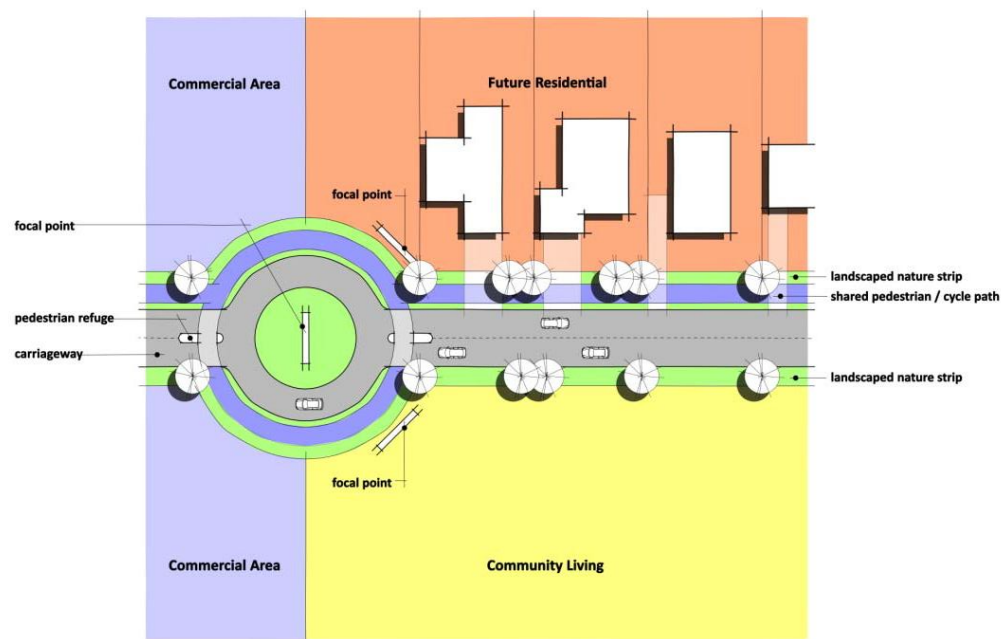 Commercial Area
Future Residential
focal point
focal point
landscaped nature strip
shared pedestrian / cycle path
pedestrian refuge
carriageway
landscaped nature strip
focal point
Commercial Area
Community Living